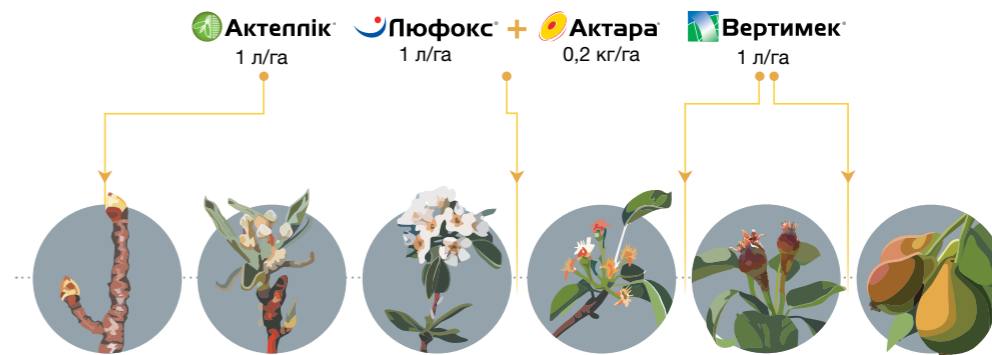 Актеллік® Люфокс® + Актара® Вертимек®
1 л/га 1 л/га 0,2 кг/га 1 л/га